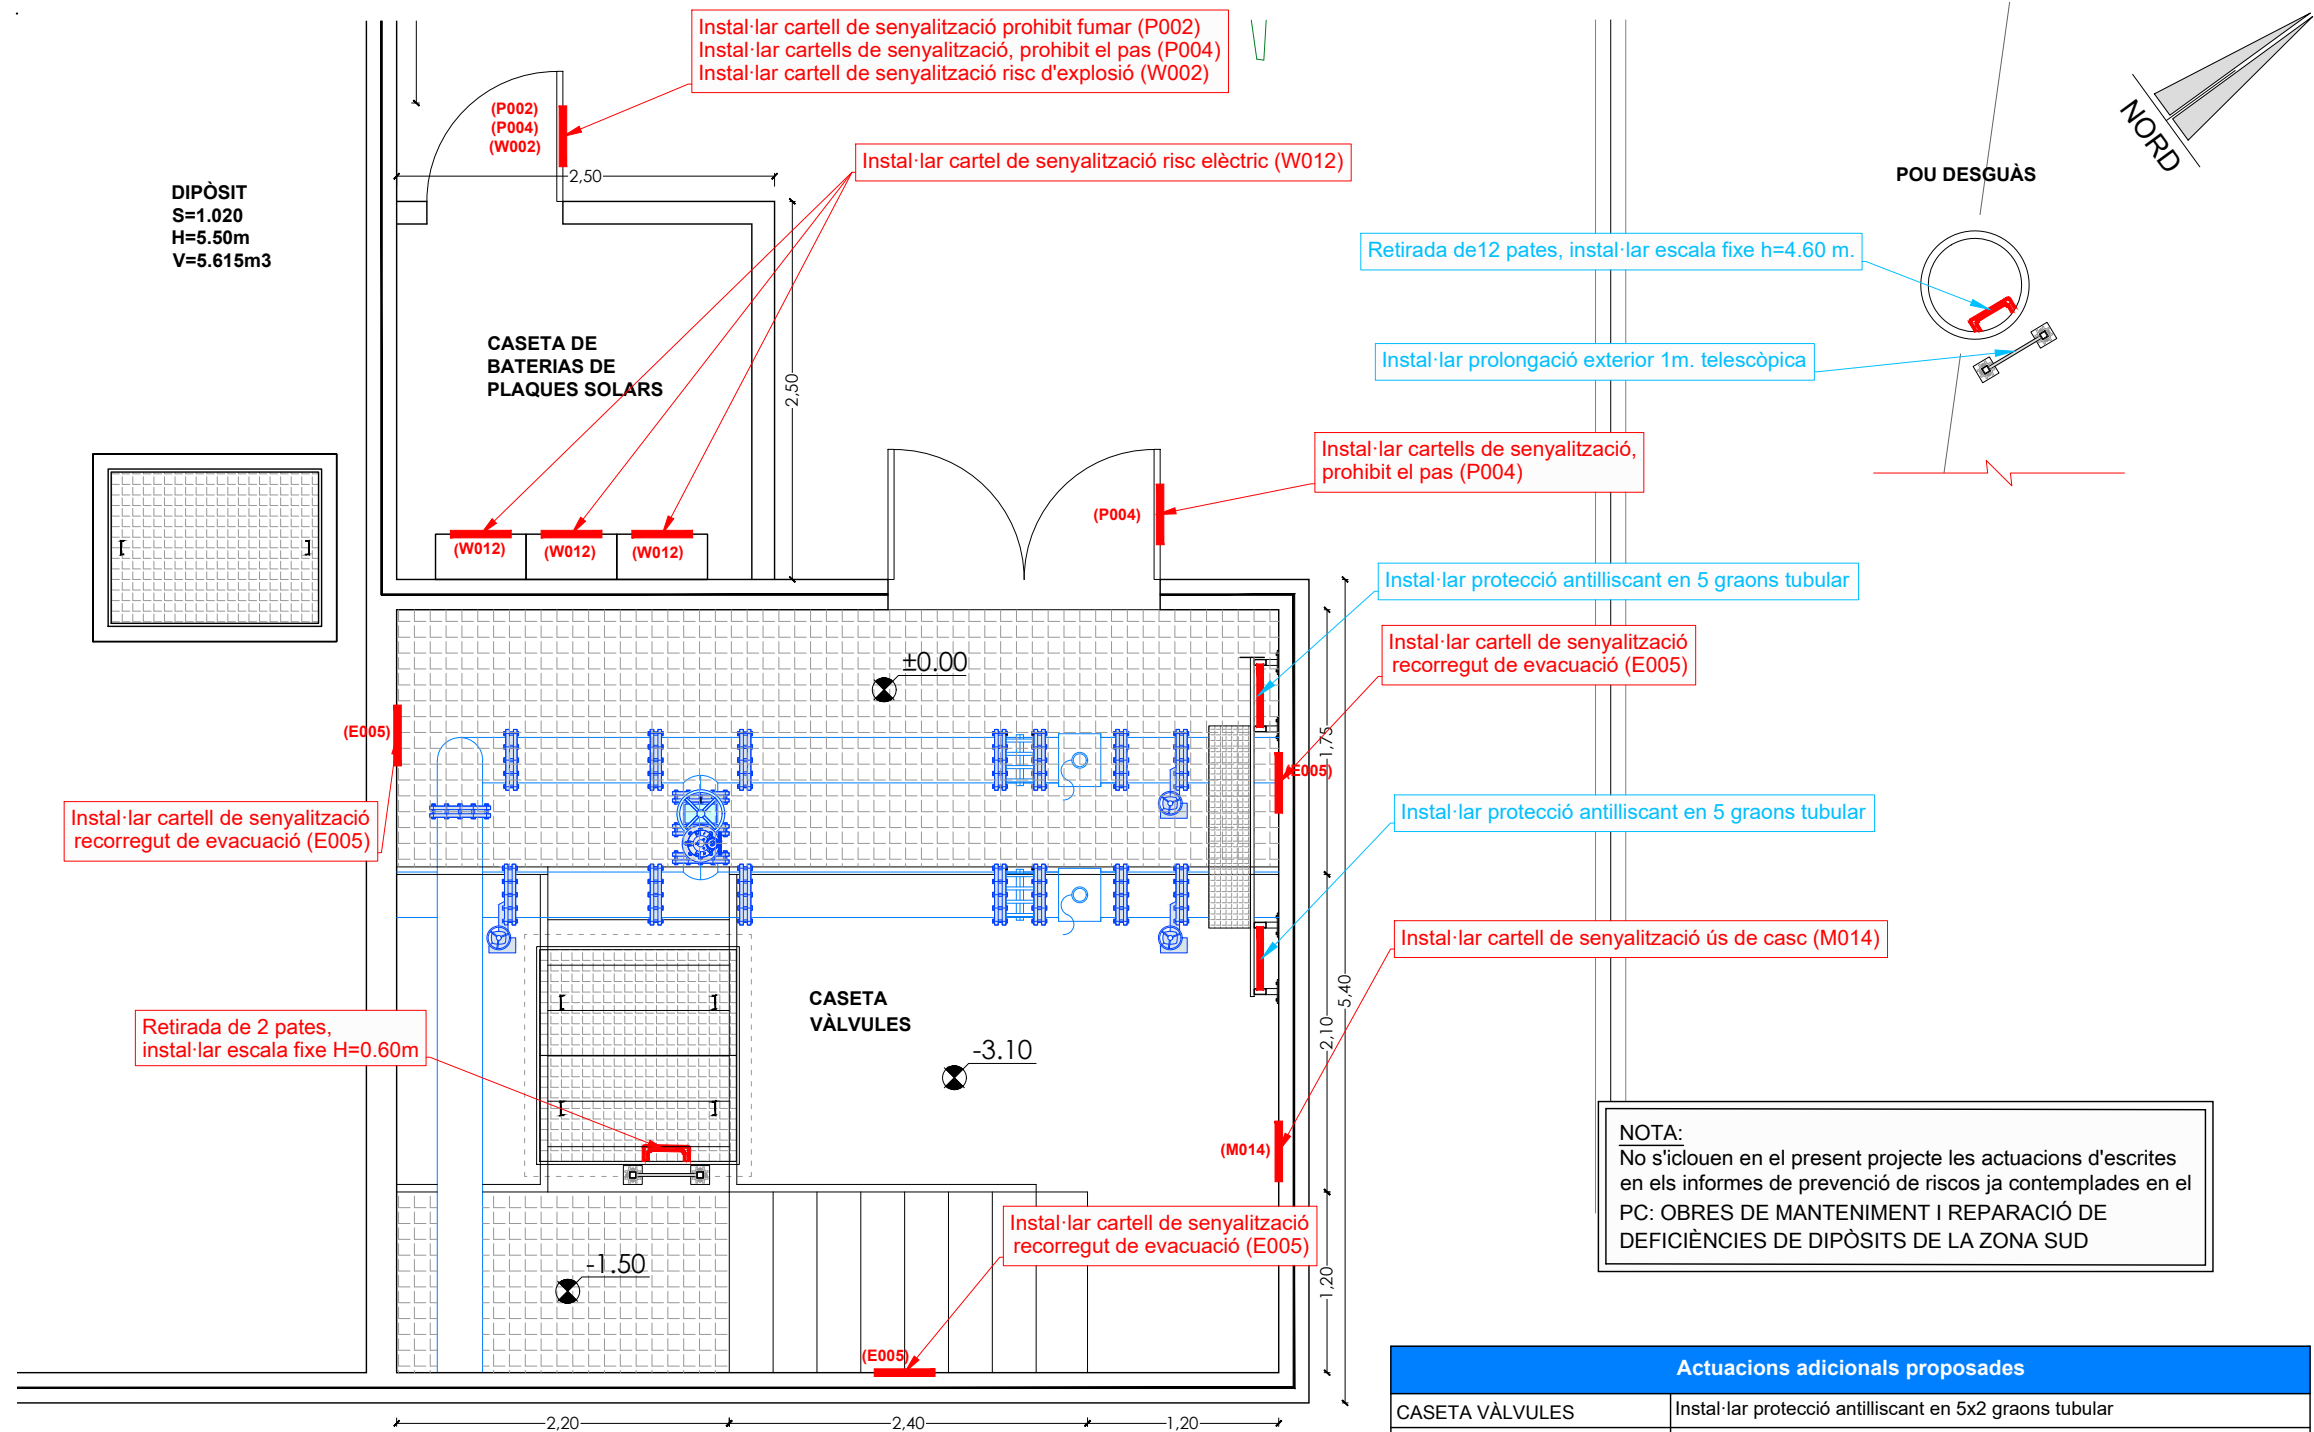 Instal·lar cartell de senyalització prohibit fumar (P002)
Instal·lar cartells de senyalització, prohibit el pas (P004)
Instal·lar cartell de senyalització risc d'explosió (W002)
(P002)
(P004)
(W002)
2,50
Instal·lar cartel de senyalització risc elèctric (W012)
NORD
POU DESGUÀS
DIPÒSIT
S=1.020
H=5.50m
V=5.615m3
Retirada de12 pates, instal·lar escala fixe h=4.60 m.
CASETA DE
BATERIAS DE
PLAQUES SOLARS
2,50
Instal·lar prolongació exterior 1m. telescòpica
Instal·lar cartells de senyalització,
prohibit el pas (P004)
(P004)
(W012)
(W012)
(W012)
Instal·lar protecció antilliscant en 5 graons tubular
Instal·lar cartell de senyalització
recorregut de evacuació (E005)
±0.00
(E005)
1,75
(E005)
Instal·lar cartell de senyalització
recorregut de evacuació (E005)
Instal·lar protecció antilliscant en 5 graons tubular
Instal·lar cartell de senyalització ús de casc (M014)
CASETA
VÀLVULES
5,40
2,10
-3.10
Retirada de 2 pates,
instal·lar escala fixe H=0.60m
(M014)
NOTA:
No s'iclouen en el present projecte les actuacions d'escrites
en els informes de prevenció de riscos ja contemplades en el
PC: OBRES DE MANTENIMENT I REPARACIÓ DE
DEFICIÈNCIES DE DIPÒSITS DE LA ZONA SUD
Instal·lar cartell de senyalització
recorregut de evacuació (E005)
-1.50
1,20
(E005)
2,20
2,40
1,20
Actuacions adicionals proposades
CASETA VÀLVULES
Instal·lar protecció antilliscant en 5x2 graons tubular